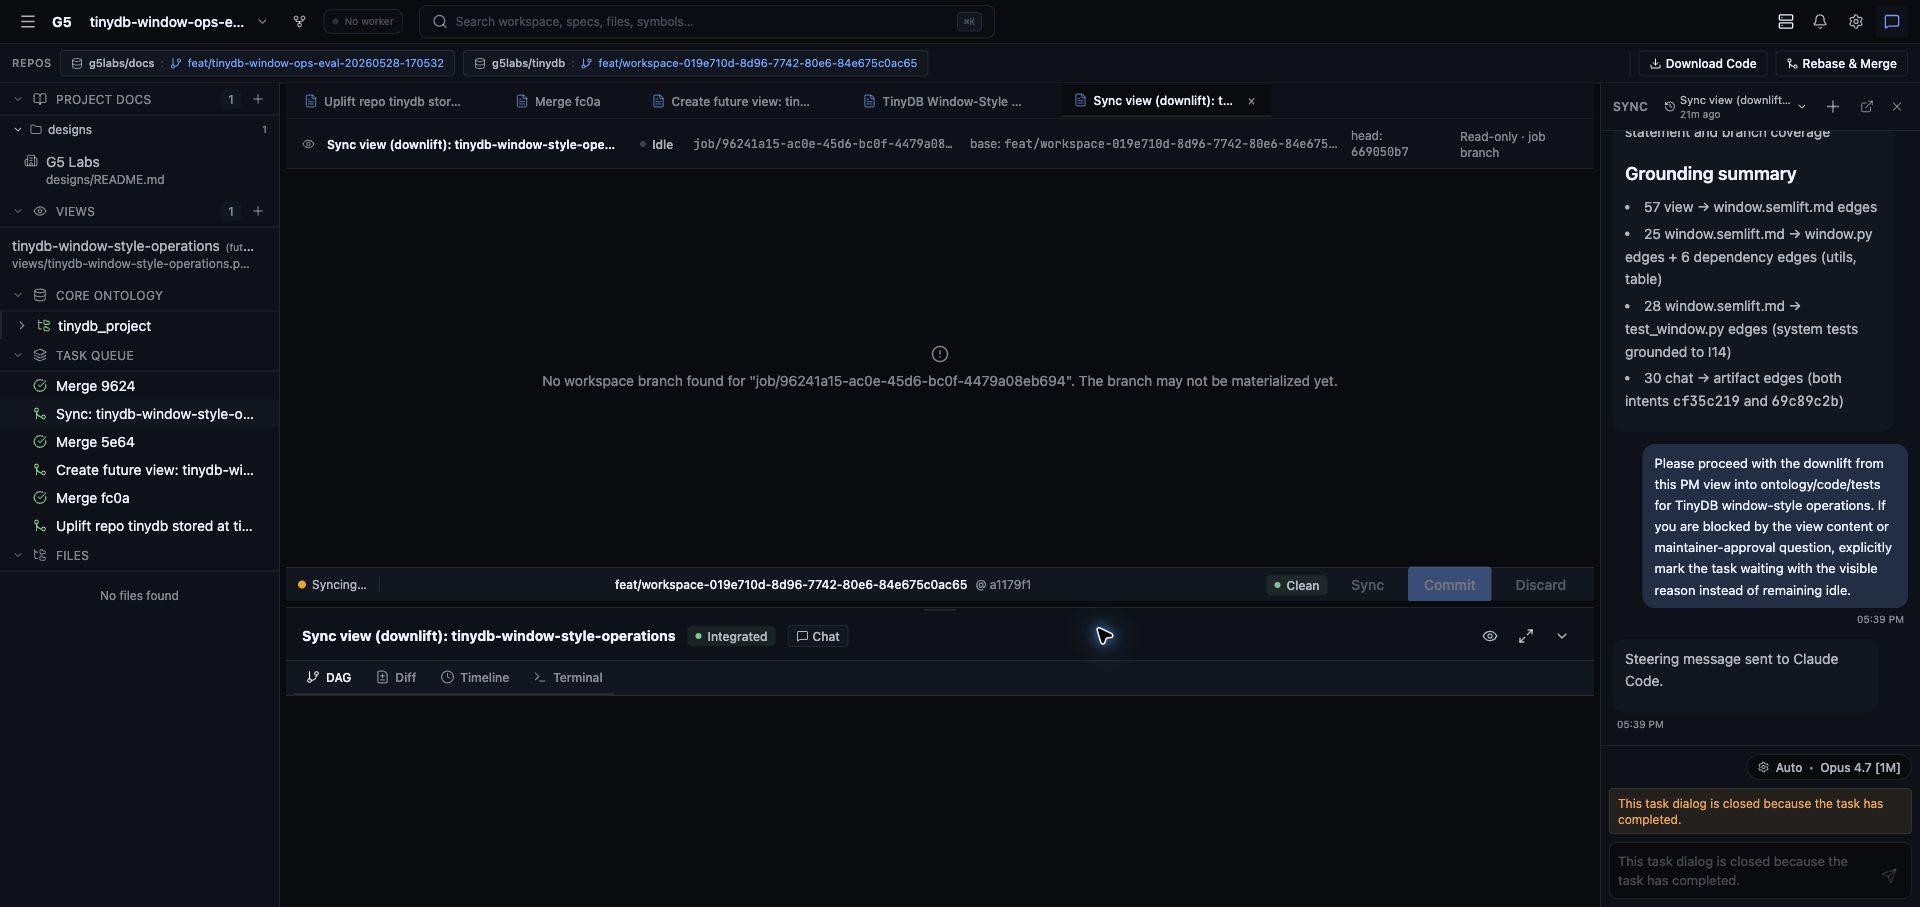 G5
tinydb-window-ops-e...
No worker
Search workspace, specs, files, symbols...
⌘K
REPOS
g5labs/docs : feat/tinydb-window-ops-eval-20260528-170532
g5labs/tinydb : feat/workspace-019e710d-8d96-7742-80e6-84e675c0ac65
Download Code
Rebase & Merge
PROJECT DOCS 1
designs 1
G5 Labs
designs/README.md
VIEWS 1
tinydb-window-style-operations (fut...
views/tinydb-window-style-operations.p...
CORE ONTOLOGY
tinydb_project
TASK QUEUE
Merge 9624
Sync: tinydb-window-style-o...
Merge 5e64
Create future view: tinydb-wi...
Merge fc0a
Uplift repo tinydb stored at ti...
FILES
No files found
Uplift repo tinydb stor...
Merge fc0a
Create future view: tin...
TinyDB Window-Style ...
Sync view (downlift): t...
Sync view (downlift): tinydb-window-style-ope...
Idle
job/96241a15-ac0e-45d6-bc0f-4479a08…
base: feat/workspace-019e710d-8d96-7742-80e6-84e675…
head:
669050b7
Read-only · job
branch
No workspace branch found for "job/96241a15-ac0e-45d6-bc0f-4479a08eb694". The branch may not be materialized yet.
Syncing...
feat/workspace-019e710d-8d96-7742-80e6-84e675c0ac65 @ a1179f1
Clean
Sync
Commit
Discard
Sync view (downlift): tinydb-window-style-operations
Integrated
Chat
DAG
Diff
Timeline
Terminal
SYNC
Sync view (downlift...
21m ago
statement and branch coverage
Grounding summary
• 57 view → window.semlift.md edges
• 25 window.semlift.md → window.py
edges + 6 dependency edges (utils,
table)
• 28 window.semlift.md →
test_window.py edges (system tests
grounded to I14)
• 30 chat → artifact edges (both
intents cf35c219 and 69c89c2b)
Please proceed with the downlift from
this PM view into ontology/code/tests
for TinyDB window-style operations. If
you are blocked by the view content or
maintainer-approval question, explicitly
mark the task waiting with the visible
reason instead of remaining idle.
05:39 PM
Steering message sent to Claude
Code.
05:39 PM
Auto · Opus 4.7 [1M]
This task dialog is closed because the task has
completed.
This task dialog is closed because the
task has completed.